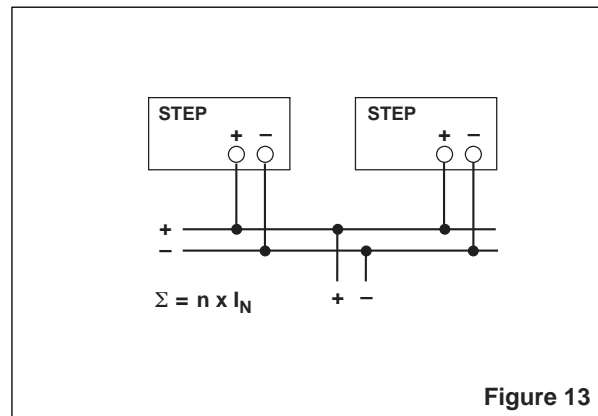 STEP
+ −
STEP
+ −
+
−
Σ = n x I_N
+ −
Figure 13